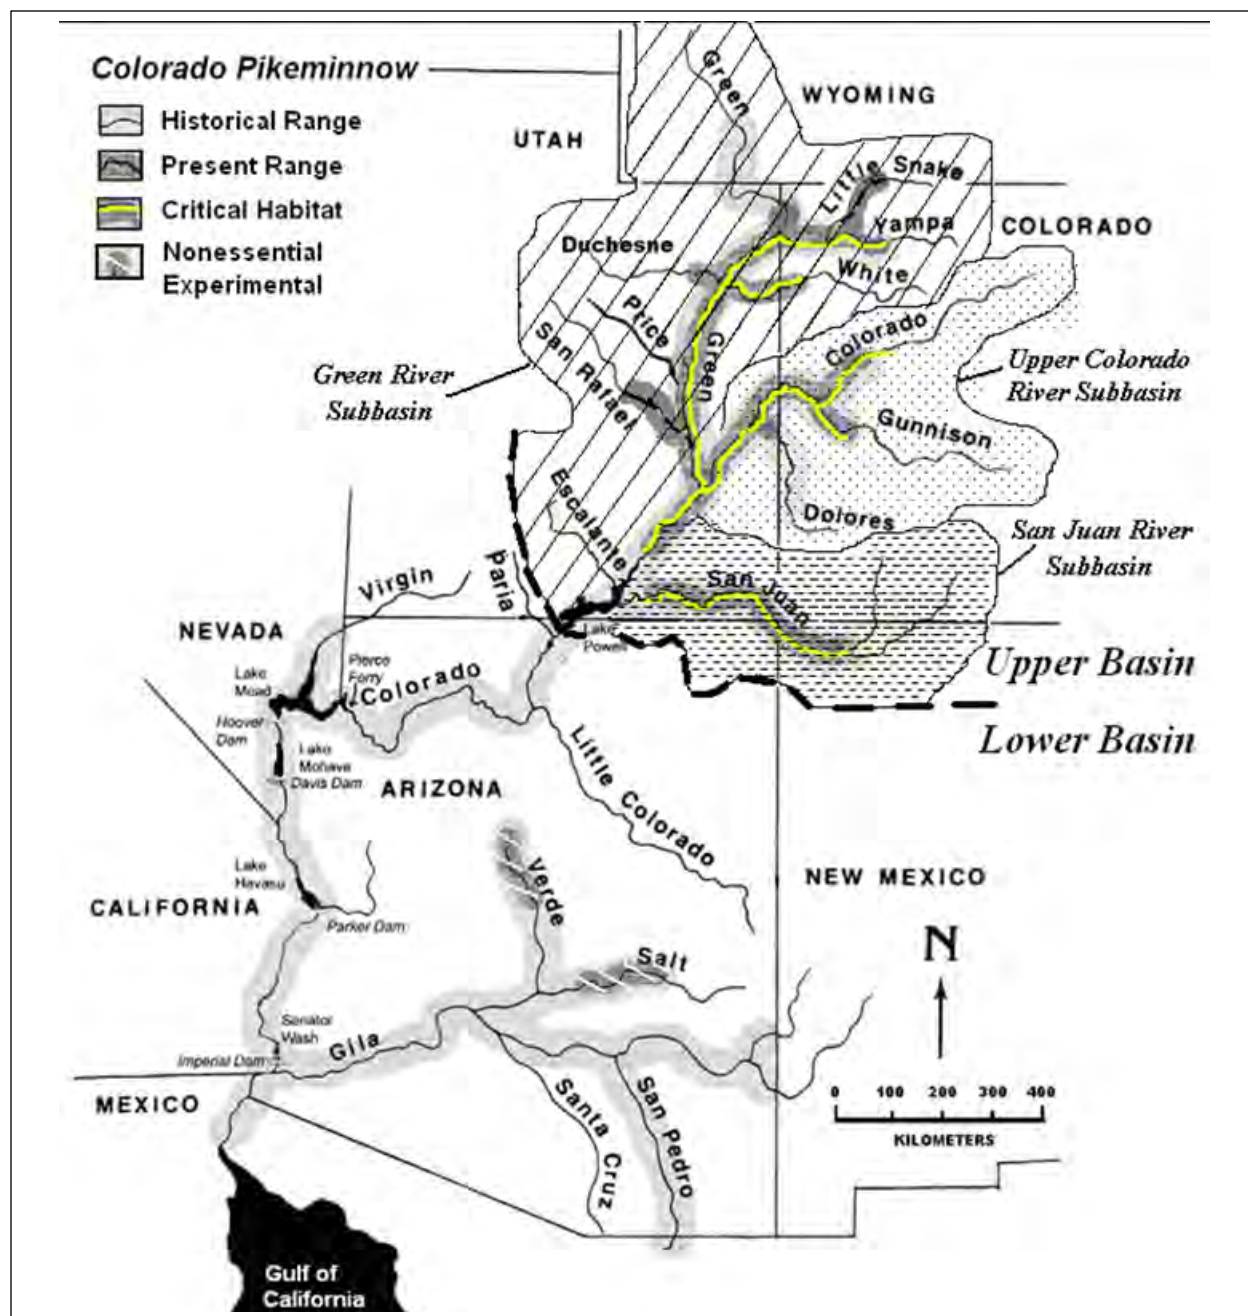 Colorado Pikeminnow
Historical Range
Present Range
Critical Habitat
Nonessential
Experimental
WYOMING
UTAH
COLORADO
Green
Little Snake
Yampa
Duchesne
White
Price
San Rafael
Green
Colorado
Green River
Subbasin
Upper Colorado
River Subbasin
Gunnison
Escalante
Dolores
San Juan River
Subbasin
Paria
San Juan
Virgin
NEVADA
Lake
Powell
Upper Basin
Lower Basin
Lake
Mead
Pierce
Ferry
Colorado
Hoover
Dam
Lake
Mohave
Davis Dam
ARIZONA
Little Colorado
Lake
Havasu
Verde
NEW MEXICO
CALIFORNIA
Parker Dam
N
Salt
Senator
Wash
Gila
Imperial Dam
MEXICO
Santa Cruz
San Pedro
0 100 200 300 400
KILOMETERS
Gulf of
California